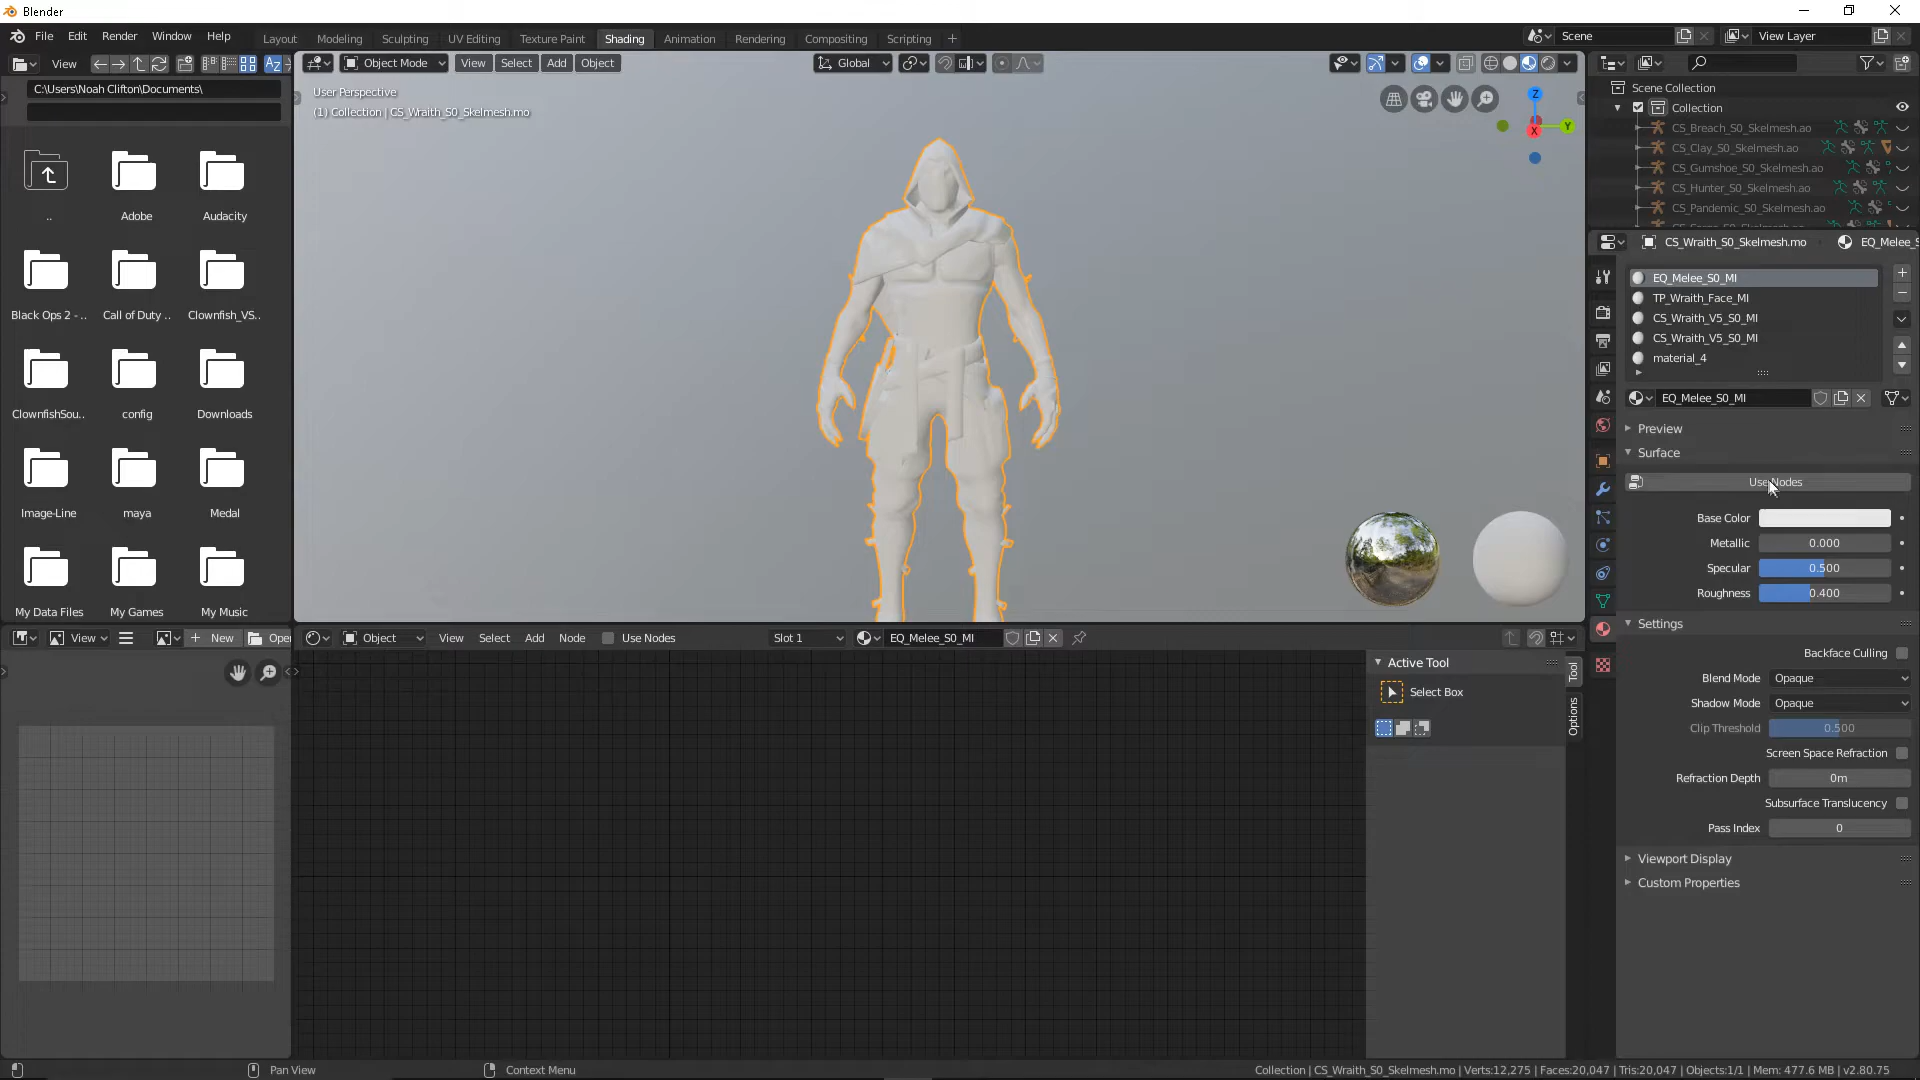 Blender
File Edit Render Window Help
Layout Modeling Sculpting UV Editing Texture Paint Shading Animation Rendering Compositing Scripting +
Scene View Layer
View
Object Mode View Select Add Object Global
C:\Users\Noah Clifton\Documents\
.. Adobe Audacity
Black Ops 2 - .. Call of Duty .. Clownfish_VS..
ClownfishSou.. config Downloads
Image-Line maya Medal
My Data Files My Games My Music
User Perspective
(1) Collection | CS_Wraith_S0_Skelmesh.mo
Z
X
Y
Scene Collection
Collection
CS_Breach_S0_Skelmesh.ao
CS_Clay_S0_Skelmesh.ao
CS_Gumshoe_S0_Skelmesh.ao
CS_Hunter_S0_Skelmesh.ao
CS_Pandemic_S0_Skelmesh.ao
CS_Wraith_S0_Skelmesh.mo EQ_Melee_S
EQ_Melee_S0_MI
TP_Wraith_Face_MI
CS_Wraith_V5_S0_MI
CS_Wraith_V5_S0_MI
material_4
EQ_Melee_S0_MI
Preview
Surface
Use Nodes
Base Color
Metallic 0.000
Specular 0.500
Roughness 0.400
Settings
Backface Culling
Blend Mode Opaque
Shadow Mode Opaque
Clip Threshold 0.500
Screen Space Refraction
Refraction Depth 0m
Subsurface Translucency
Pass Index 0
Viewport Display
Custom Properties
View New Open
Object View Select Add Node Use Nodes Slot 1 EQ_Melee_S0_MI
Active Tool
Select Box
Tool
Options
Pan View Context Menu
Collection | CS_Wraith_S0_Skelmesh.mo | Verts:12,275 | Faces:20,047 | Tris:20,047 | Objects:1/1 | Mem: 477.6 MB | v2.80.75